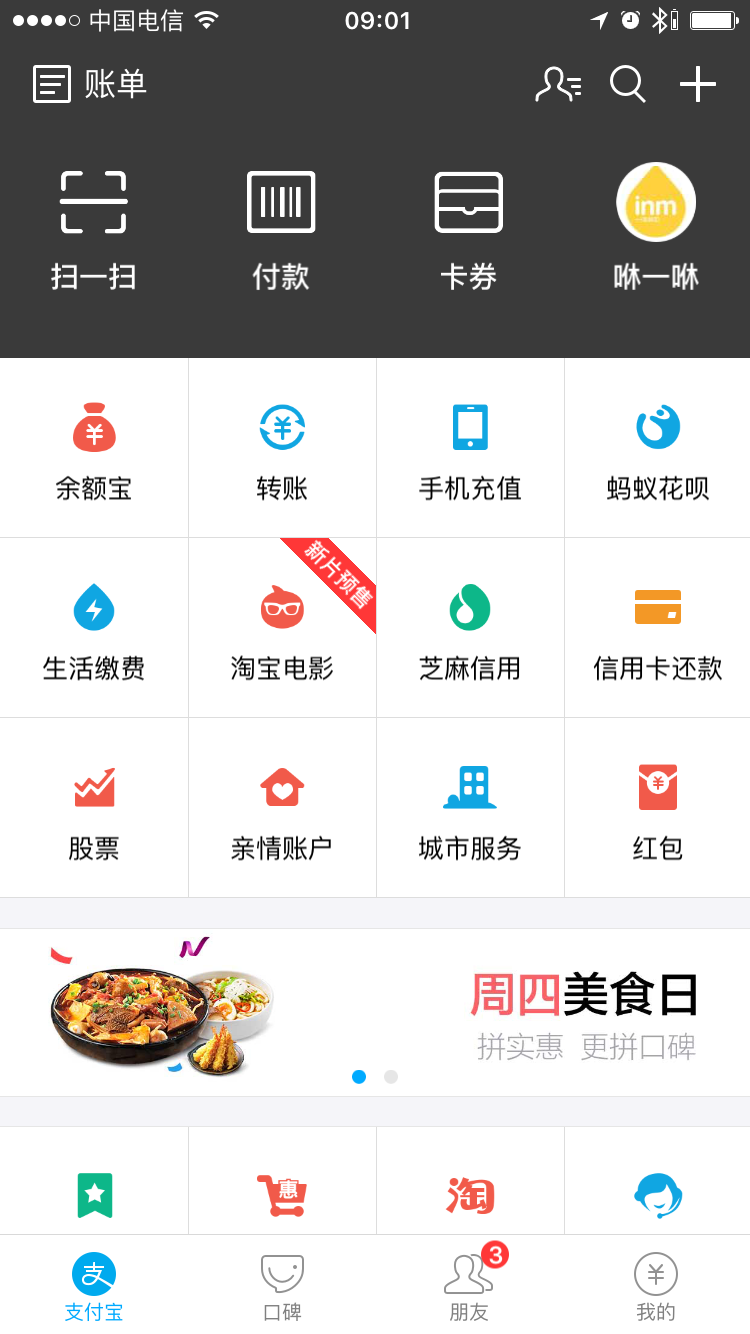 中国电信
09:01
账单
inm
扫一扫
付款
卡券
咻一咻
余额宝
转账
手机充值
蚂蚁花呗
新片预售
生活缴费
淘宝电影
芝麻信用
信用卡还款
股票
亲情账户
城市服务
红包
周四美食日
拼实惠 更拼口碑
惠
淘
支
3
支付宝
口碑
朋友
我的